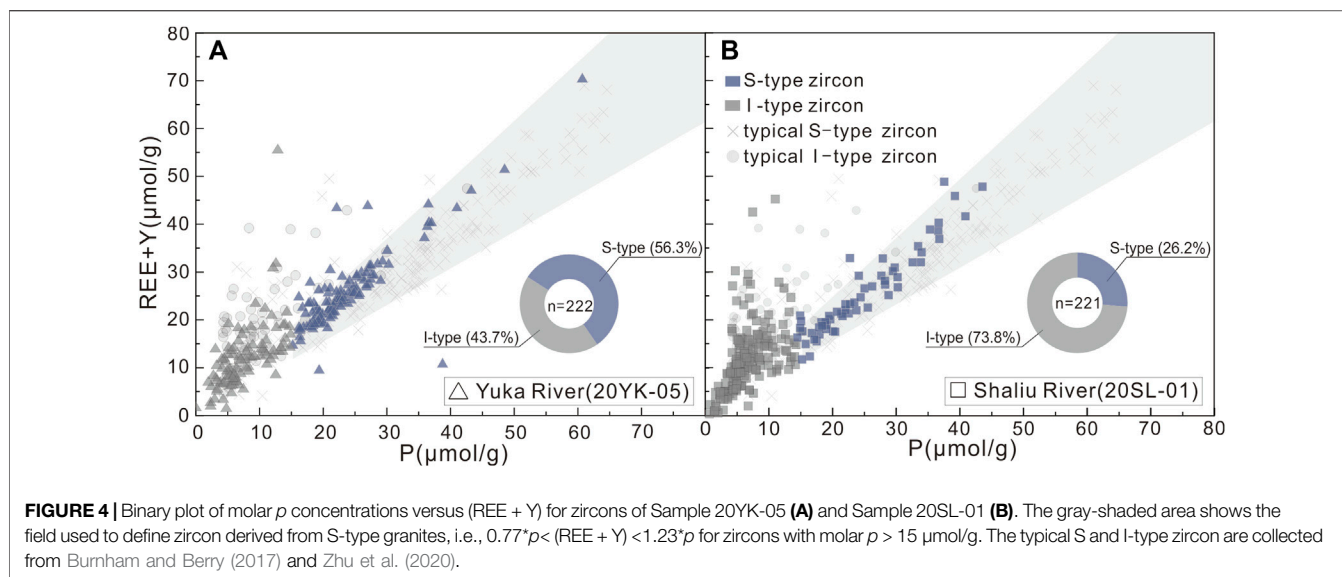 A
B
80
70
60
50
40
30
20
10
0
REE+Y(μmol/g)
S-type (56.3%)
n=222
I-type (43.7%)
Yuka River(20YK-05)
0 10 20 30 40 50 60 70
P(μmol/g)
S-type zircon
I-type zircon
typical S-type zircon
typical I-type zircon
S-type (26.2%)
n=221
I-type (73.8%)
Shaliu River(20SL-01)
0 10 20 30 40 50 60 70 80
P(μmol/g)
FIGURE 4 | Binary plot of molar p concentrations versus (REE + Y) for zircons of Sample 20YK-05 (A) and Sample 20SL-01 (B). The gray-shaded area shows the
field used to define zircon derived from S-type granites, i.e., 0.77*p< (REE + Y) <1.23*p for zircons with molar p > 15 μmol/g. The typical S and I-type zircon are collected
from Burnham and Berry (2017) and Zhu et al. (2020).